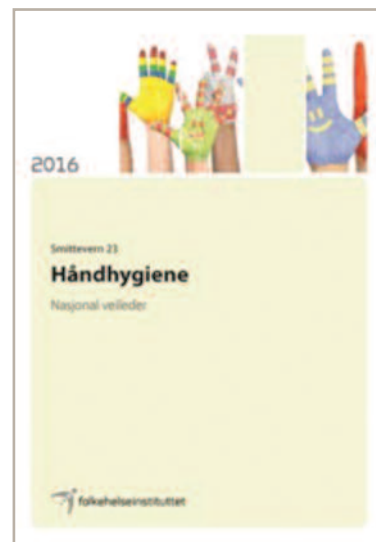 2016
Smittevern 23
Håndhygiene
Nasjonal veileder
folkehelseinstituttet